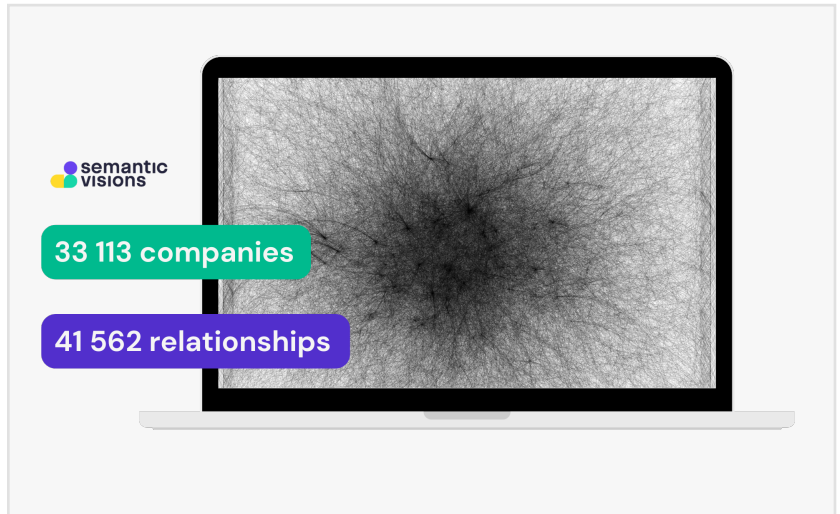 semantic
visions
33 113 companies
41 562 relationships